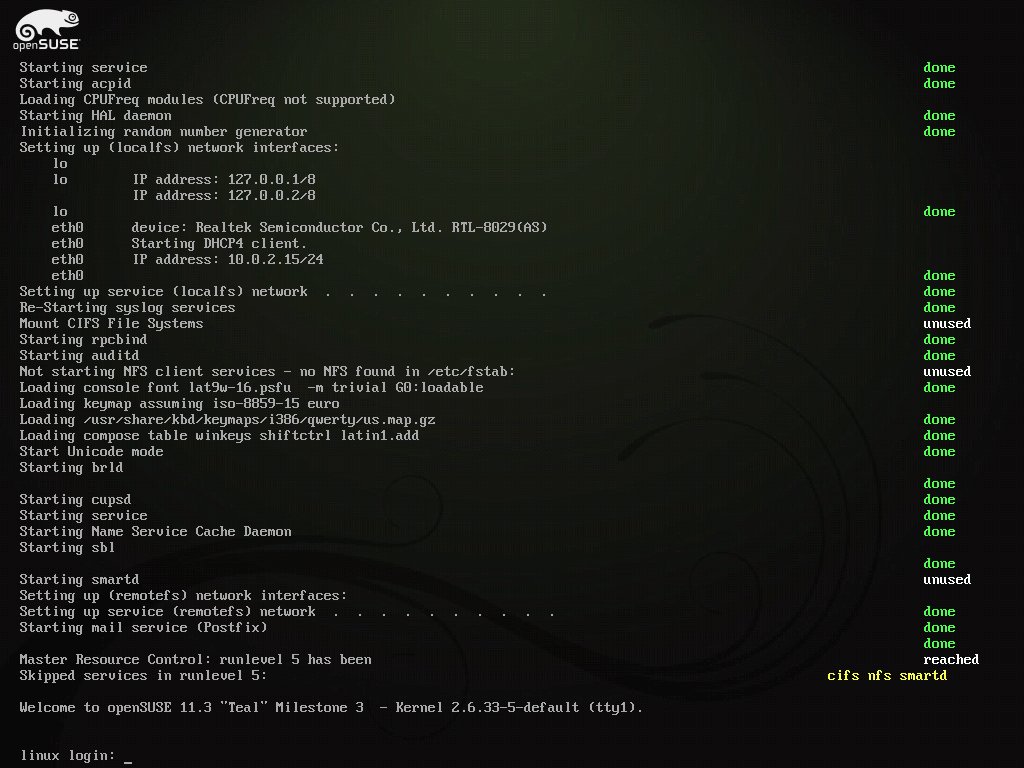 openSUSE
Starting service done
Starting acpid done
Loading CPUFreq modules (CPUFreq not supported)
Starting HAL daemon done
Initializing random number generator done
Setting up (localfs) network interfaces:
lo
lo IP address: 127.0.0.1/8
IP address: 127.0.0.2/8
lo done
eth0 device: Realtek Semiconductor Co., Ltd. RTL-8029(AS)
eth0 Starting DHCP4 client.
eth0 IP address: 10.0.2.15/24
eth0 done
Setting up service (localfs) network . . . . . . . . . . done
Re-Starting syslog services done
Mount CIFS File Systems unused
Starting rpcbind done
Starting auditd done
Not starting NFS client services - no NFS found in /etc/fstab: unused
Loading console font lat9w-16.psfu -m trivial G0:loadable done
Loading keymap assuming iso-8859-15 euro
Loading /usr/share/kbd/keymaps/i386/qwerty/us.map.gz done
Loading compose table winkeys shiftctrl latin1.add done
Start Unicode mode done
Starting brld
done
Starting cupsd done
Starting service done
Starting Name Service Cache Daemon done
Starting sbl
done
Starting smartd unused
Setting up (remotefs) network interfaces:
Setting up service (remotefs) network . . . . . . . . . . done
Starting mail service (Postfix) done
done
Master Resource Control: runlevel 5 has been reached
Skipped services in runlevel 5: cifs nfs smartd
Welcome to openSUSE 11.3 "Teal" Milestone 3 - Kernel 2.6.33-5-default (tty1).
linux login: _